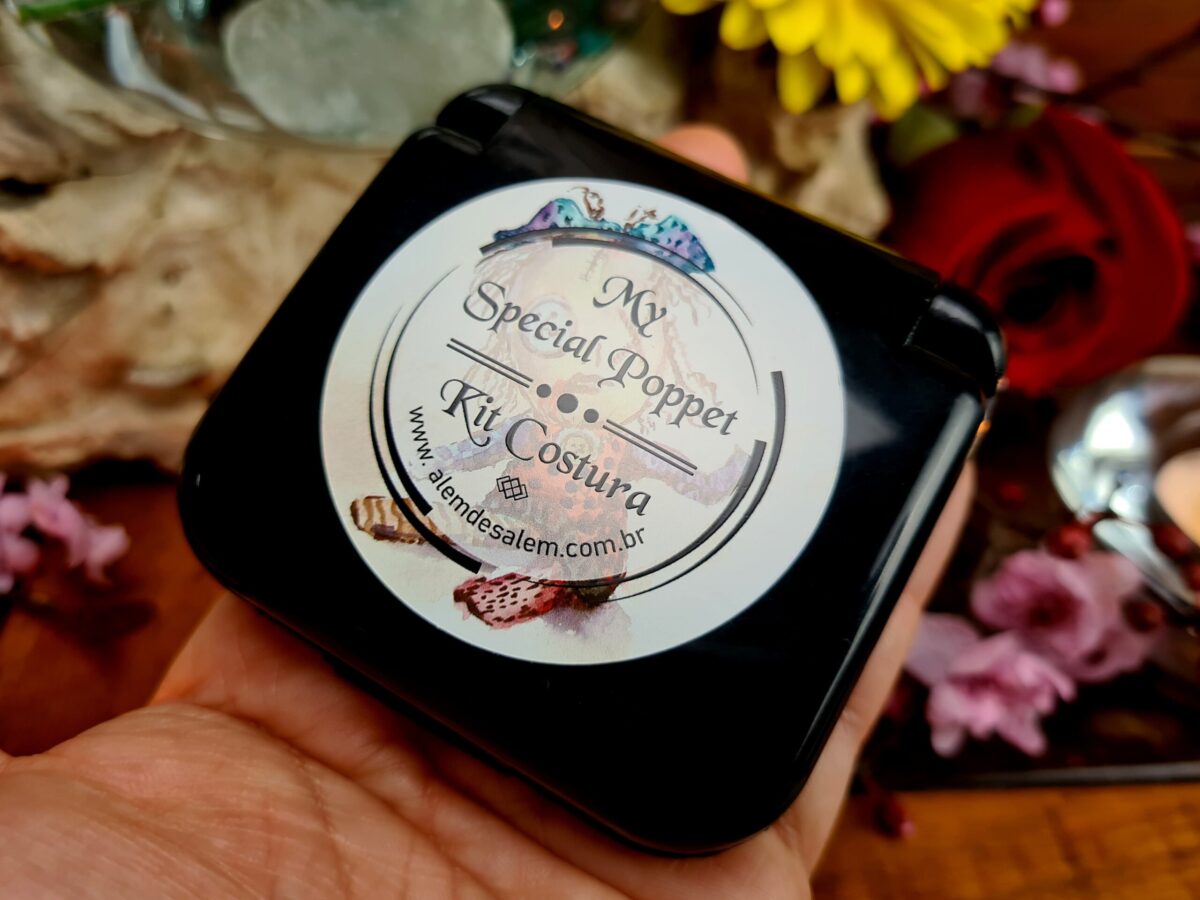 My
Special Poppet
Kit Costura
www.alemdesalem.com.br